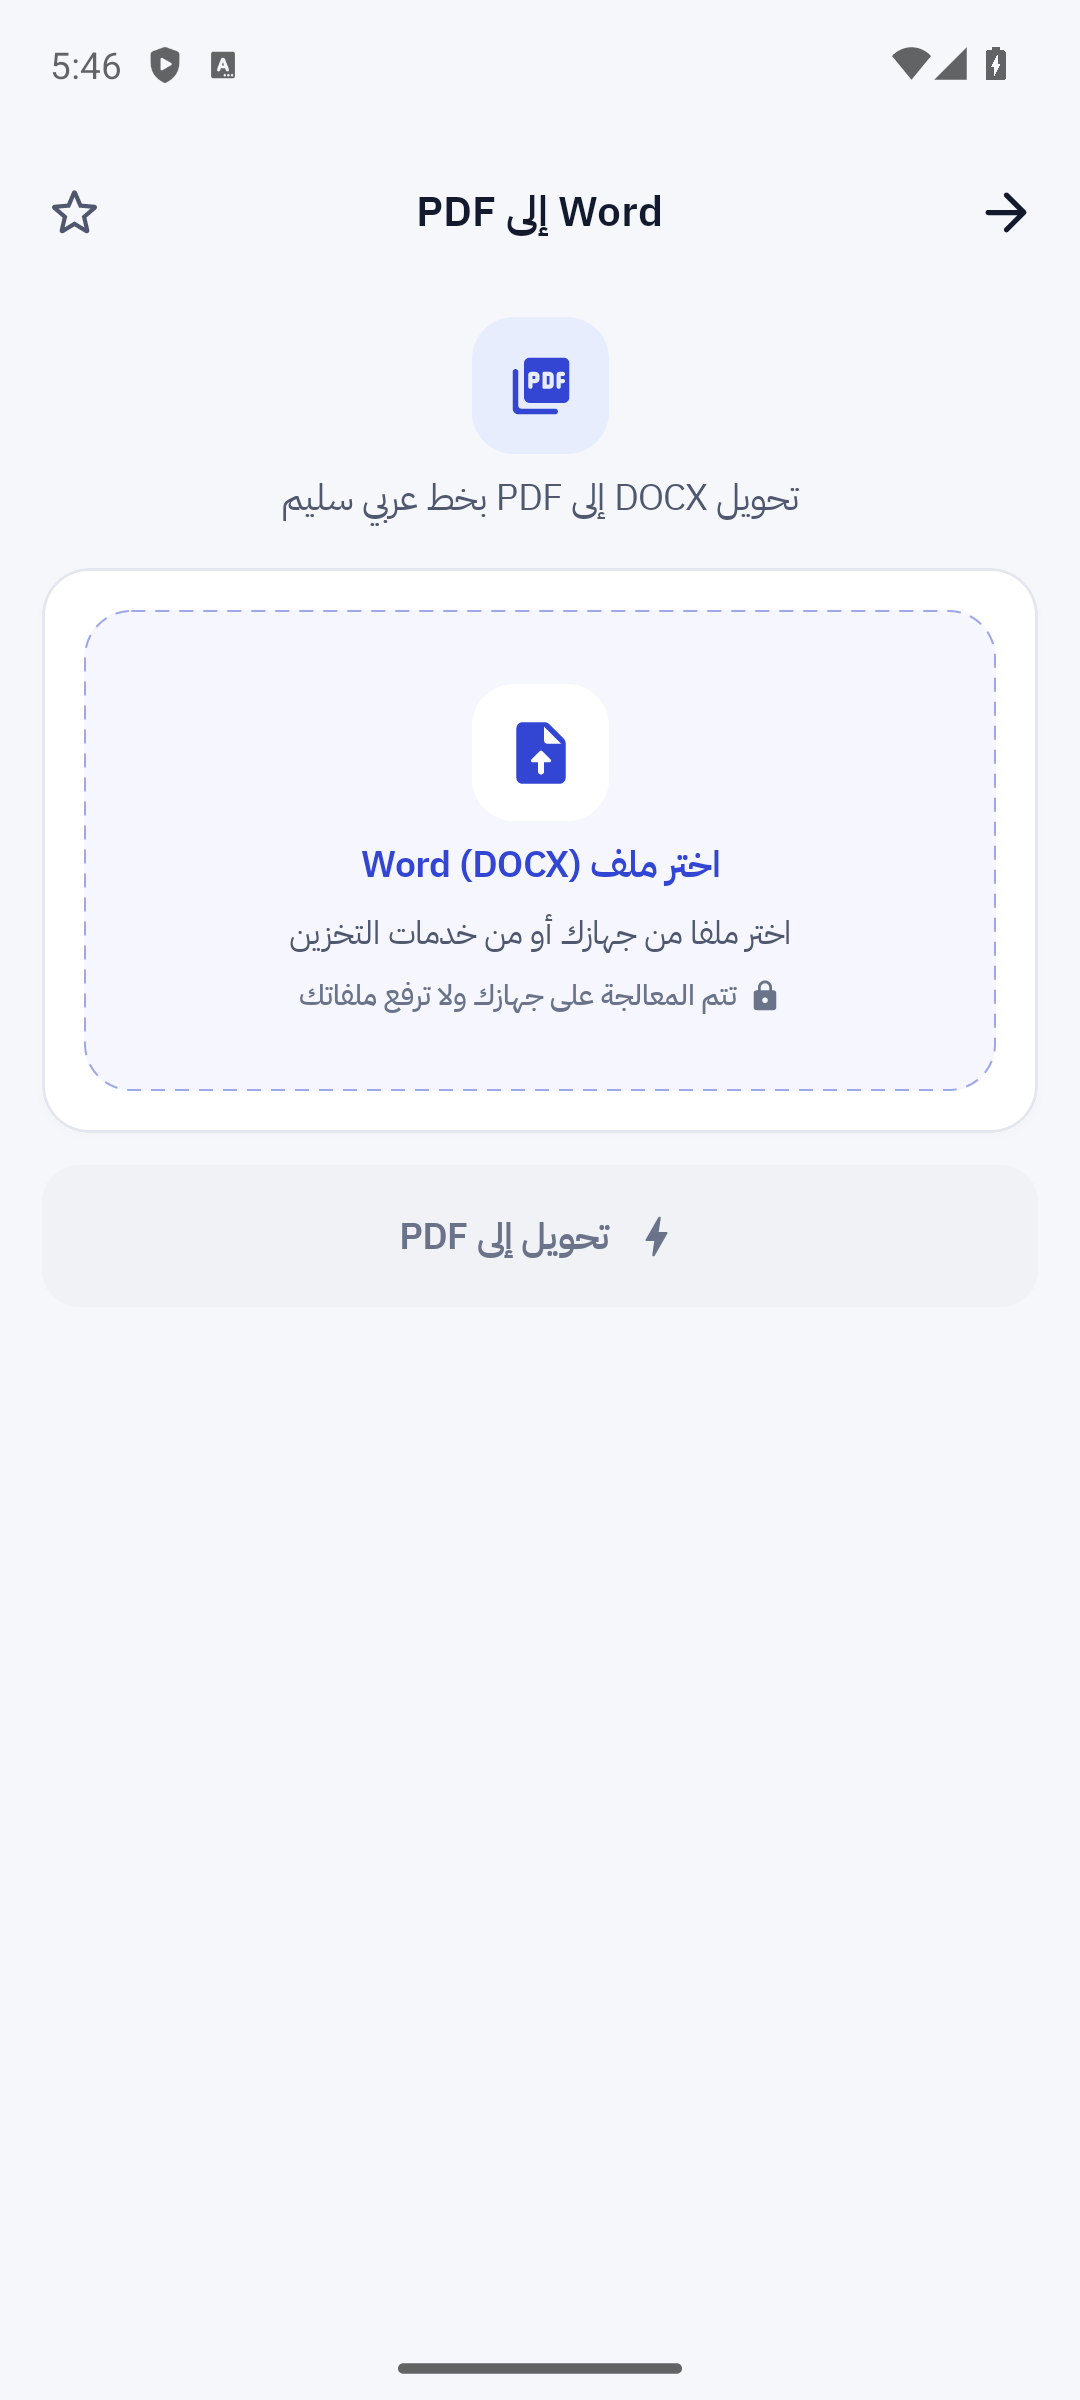 5:46
Word إلى PDF
PDF
تحويل DOCX إلى PDF بخط عربي سليم
اختر ملف Word (DOCX)
اختر ملفا من جهازك أو من خدمات التخزين
تتم المعالجة على جهازك ولا ترفع ملفاتك
تحويل إلى PDF